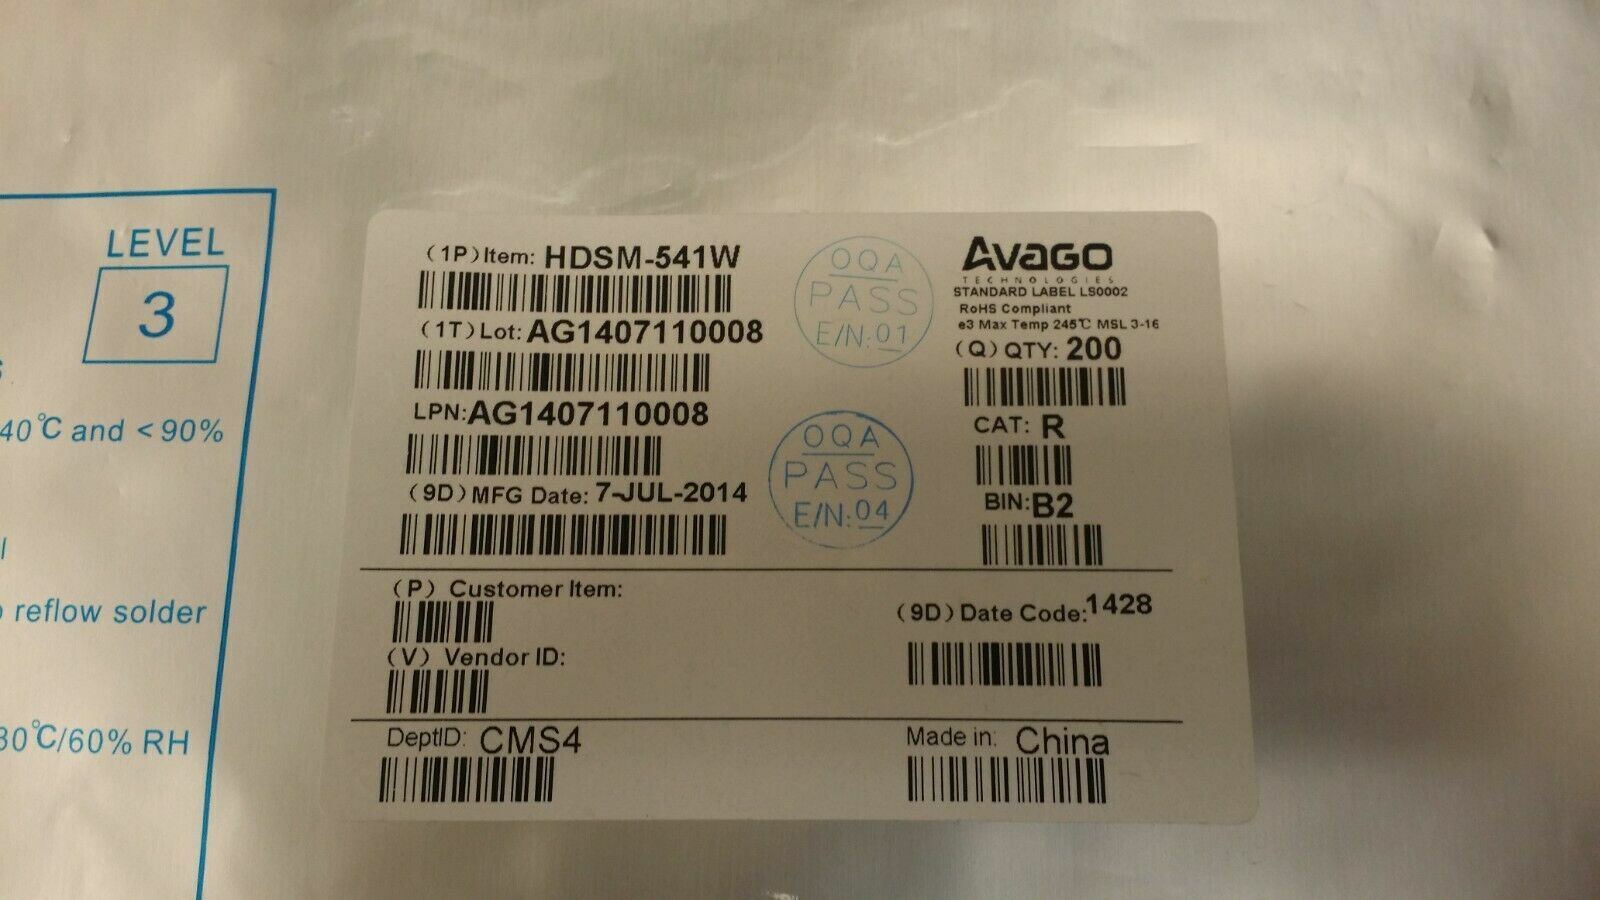 LEVEL
3
40℃ and < 90%
reflow solder
30℃/60% RH
(1P) Item: HDSM-541W
(1T) Lot: AG1407110008
LPN: AG1407110008
(9D) MFG Date: 7-JUL-2014
OQA
PASS
E/N: 01
OQA
PASS
E/N: 04
AVAGO
TECHNOLOGIES
STANDARD LABEL LS0002
RoHS Compliant
e3 Max Temp 245℃ MSL 3-16
(Q) QTY: 200
CAT: R
BIN: B2
(P) Customer Item:
(V) Vendor ID:
(9D) Date Code: 1428
DeptID: CMS4
Made in: China